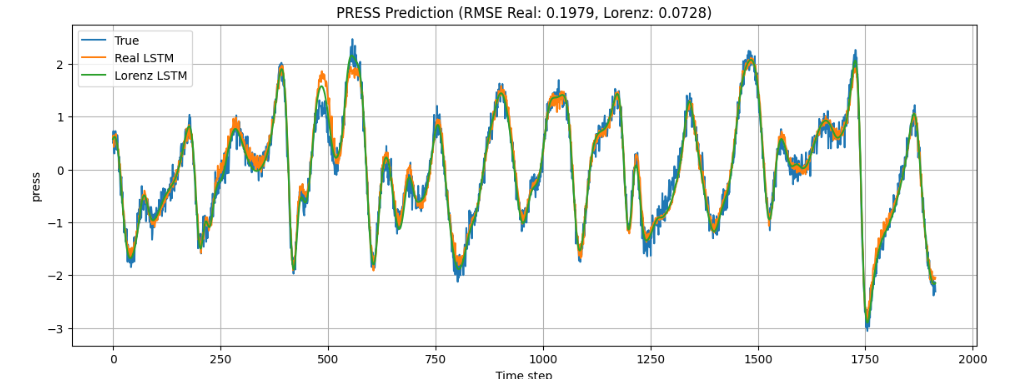 PRESS Prediction (RMSE Real: 0.1979, Lorenz: 0.0728)
True
Real LSTM
Lorenz LSTM
2
1
0
−1
−2
−3
press
0 250 500 750 1000 1250 1500 1750 2000
Time step